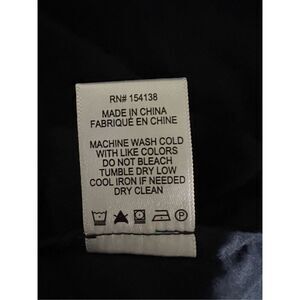 RN# 154138
MADE IN CHINA
FABRIQUÉ EN CHINE
MACHINE WASH COLD
WITH LIKE COLORS
DO NOT BLEACH
TUMBLE DRY LOW
COOL IRON IF NEEDED
DRY CLEAN
P